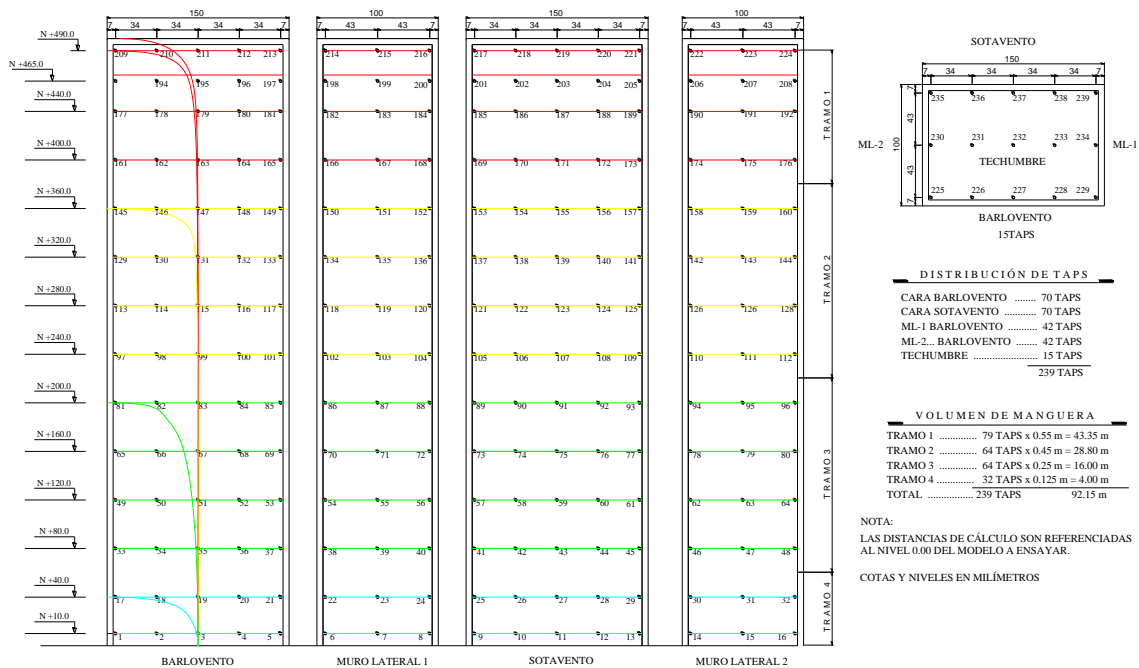 150
100
150
100
7 34 34 34 34 7
7 43 43 7
7 34 34 34 34 7
7 43 43 7
N +490.0
209 210 211 212 213 214 215 216 217 218 219 220 221 222 223 224
N +465.0
194 195 196 197 198 199 200 201 202 203 204 205 206 207 208
N +440.0
177 178 179 180 181 182 183 184 185 186 187 188 189 190 191 192
N +400.0
161 162 163 164 165 166 167 168 169 170 171 172 173 174 175 176
N +360.0
145 146 147 148 149 150 151 152 153 154 155 156 157 158 159 160
N +320.0
129 130 131 132 133 134 135 136 137 138 139 140 141 142 143 144
N +280.0
113 114 115 116 117 118 119 120 121 122 123 124 125 126 126 128
N +240.0
97 98 99 100 101 102 103 104 105 106 107 108 109 110 111 112
N +200.0
81 82 83 84 85 86 87 88 89 90 91 92 93 94 95 96
N +160.0
65 66 67 68 69 70 71 72 73 74 75 76 77 78 79 80
N +120.0
49 50 51 52 53 54 55 56 57 58 59 60 61 62 63 64
N +80.0
33 34 35 36 37 38 39 40 41 42 43 44 45 46 47 48
N +40.0
17 18 19 20 21 22 23 24 25 26 27 28 29 30 31 32
N +10.0
1 2 3 4 5 6 7 8 9 10 11 12 13 14 15 16
BARLOVENTO
MURO LATERAL 1
SOTAVENTO
MURO LATERAL 2
TRAMO 1
TRAMO 2
TRAMO 3
TRAMO 4
SOTAVENTO
150
7 34 34 34 34 7
7 43 43 7
100
235 236 237 238 239
ML-2
230 231 232 233 234
ML-1
TECHUMBRE
225 226 227 228 229
BARLOVENTO
15TAPS
DISTRIBUCIÓN DE TAPS
CARA BARLOVENTO ........ 70 TAPS
CARA SOTAVENTO ........... 70 TAPS
ML-1 BARLOVENTO .......... 42 TAPS
ML-2... BARLOVENTO ...... 42 TAPS
TECHUMBRE ...................... 15 TAPS
239 TAPS
VOLUMEN DE MANGUERA
TRAMO 1 ............. 79 TAPS x 0.55 m = 43.35 m
TRAMO 2 ............. 64 TAPS x 0.45 m = 28.80 m
TRAMO 3 ............. 64 TAPS x 0.25 m = 16.00 m
TRAMO 4 ............. 32 TAPS x 0.125 m = 4.00 m
TOTAL ................ 239 TAPS 92.15 m
NOTA:
LAS DISTANCIAS DE CÁLCULO SON REFERENCIADAS
AL NIVEL 0.00 DEL MODELO A ENSAYAR.
COTAS Y NIVELES EN MILÍMETROS